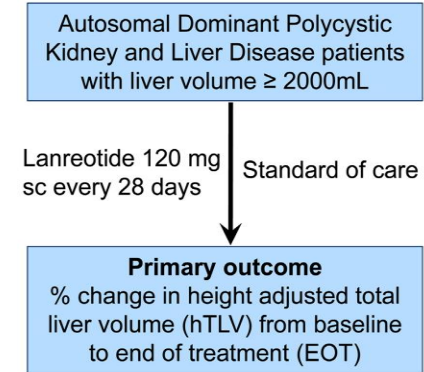 Autosomal Dominant Polycystic
Kidney and Liver Disease patients
with liver volume ≥ 2000mL
Lanreotide 120 mg
sc every 28 days
Standard of care
Primary outcome
% change in height adjusted total
liver volume (hTLV) from baseline
to end of treatment (EOT)